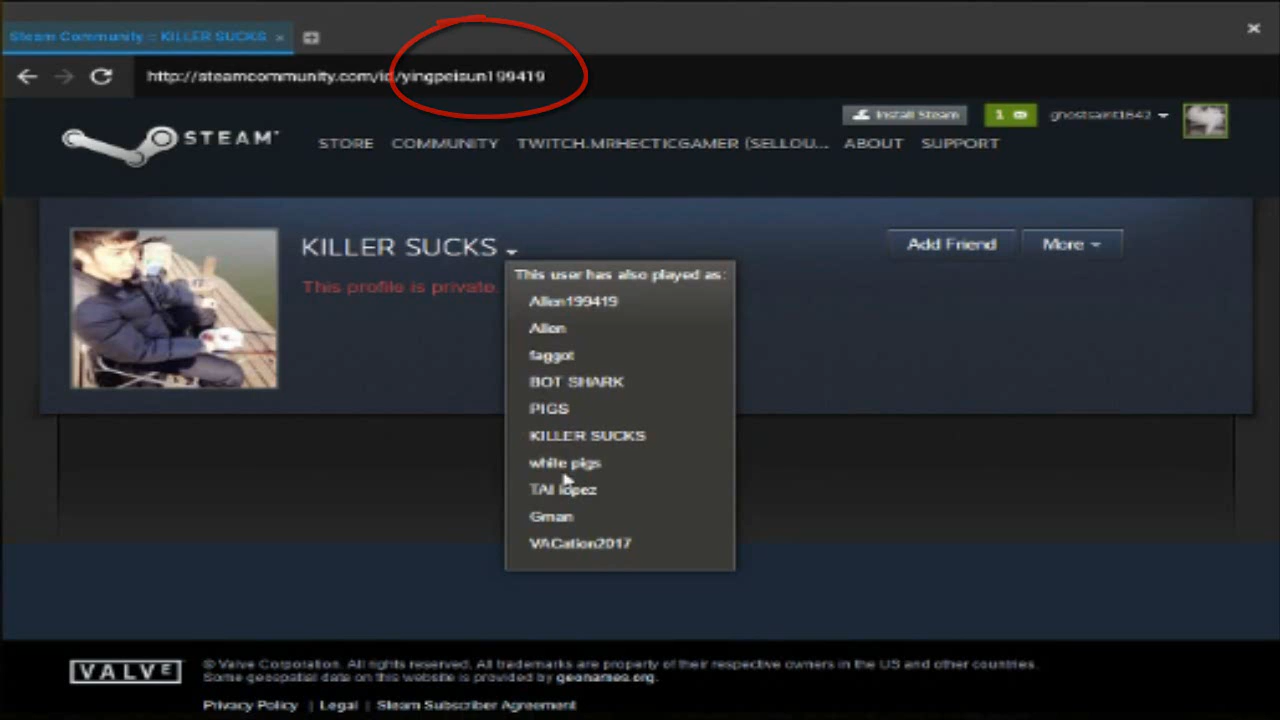 Steam Community :: KILLER SUCKS ×
http://steamcommunity.com/id/yingpeisun199419
Install Steam 1 ghostsaint1642
STEAM™ STORE COMMUNITY TWITCH.MRHECTICGAMER (SELLOU... ABOUT SUPPORT
KILLER SUCKS
Add Friend More
This profile is private.
This user has also played as:
Allen199419
Allen
faggot
BOT SHARK
PIGS
KILLER SUCKS
white pigs
TAI lopez
Gman
VACation2017
VALVE
© Valve Corporation. All rights reserved. All trademarks are property of their respective owners in the US and other countries.
Some geospatial data on this website is provided by geonames.org.
Privacy Policy | Legal | Steam Subscriber Agreement